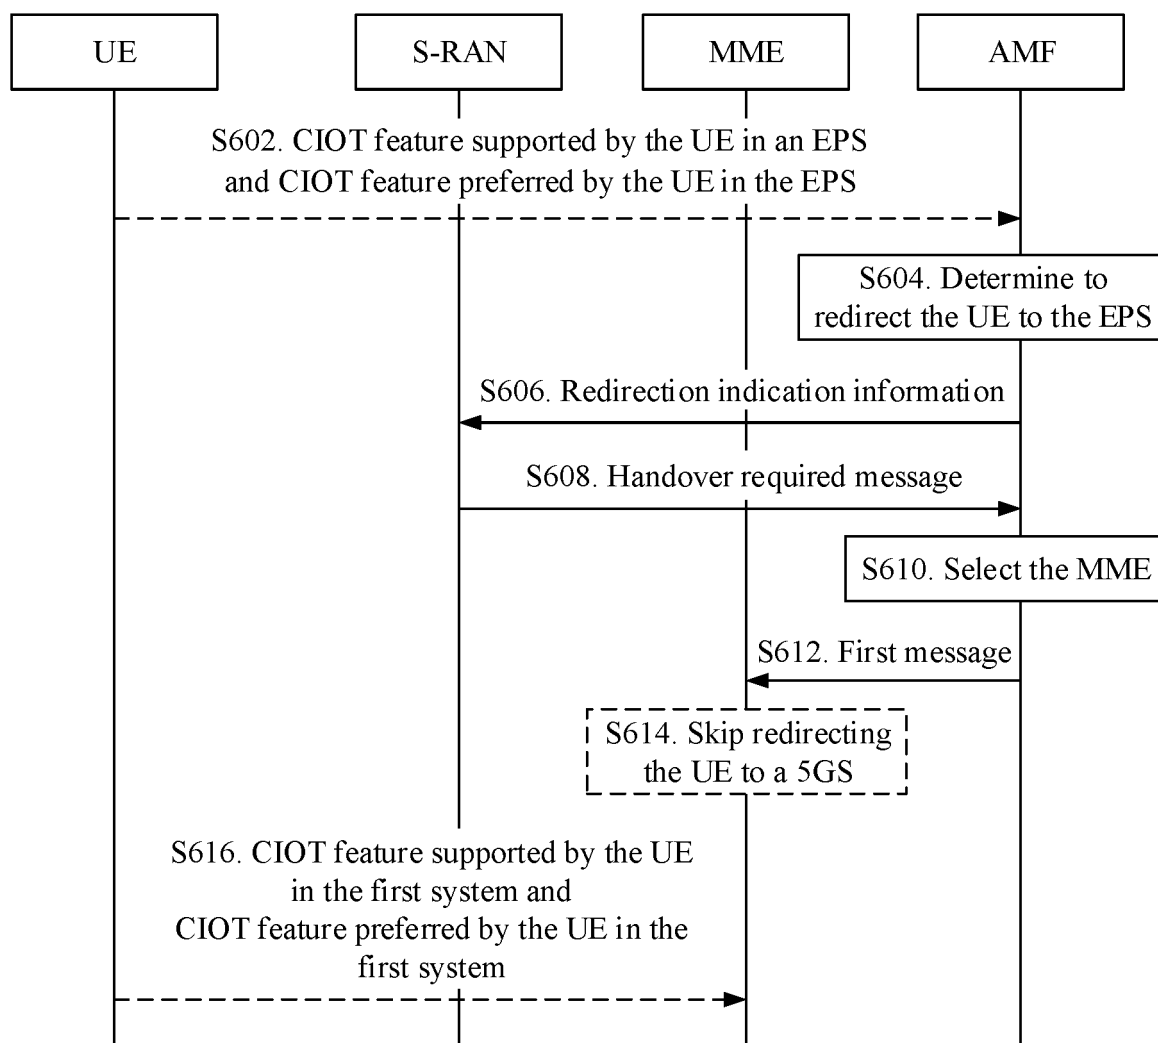 UE
S-RAN
MME
AMF
S602. CIOT feature supported by the UE in an EPS
and CIOT feature preferred by the UE in the EPS
S604. Determine to
redirect the UE to the EPS
S606. Redirection indication information
S608. Handover required message
S610. Select the MME
S612. First message
S614. Skip redirecting
the UE to a 5GS
S616. CIOT feature supported by the UE
in the first system and
CIOT feature preferred by the UE in the
first system